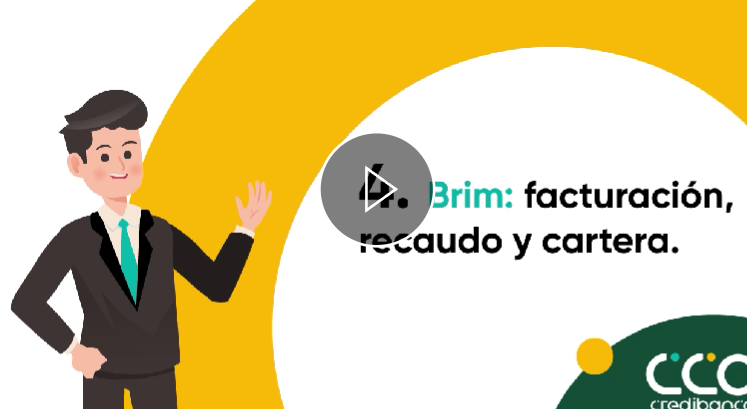 4. Brim: facturación,
recaudo y cartera.